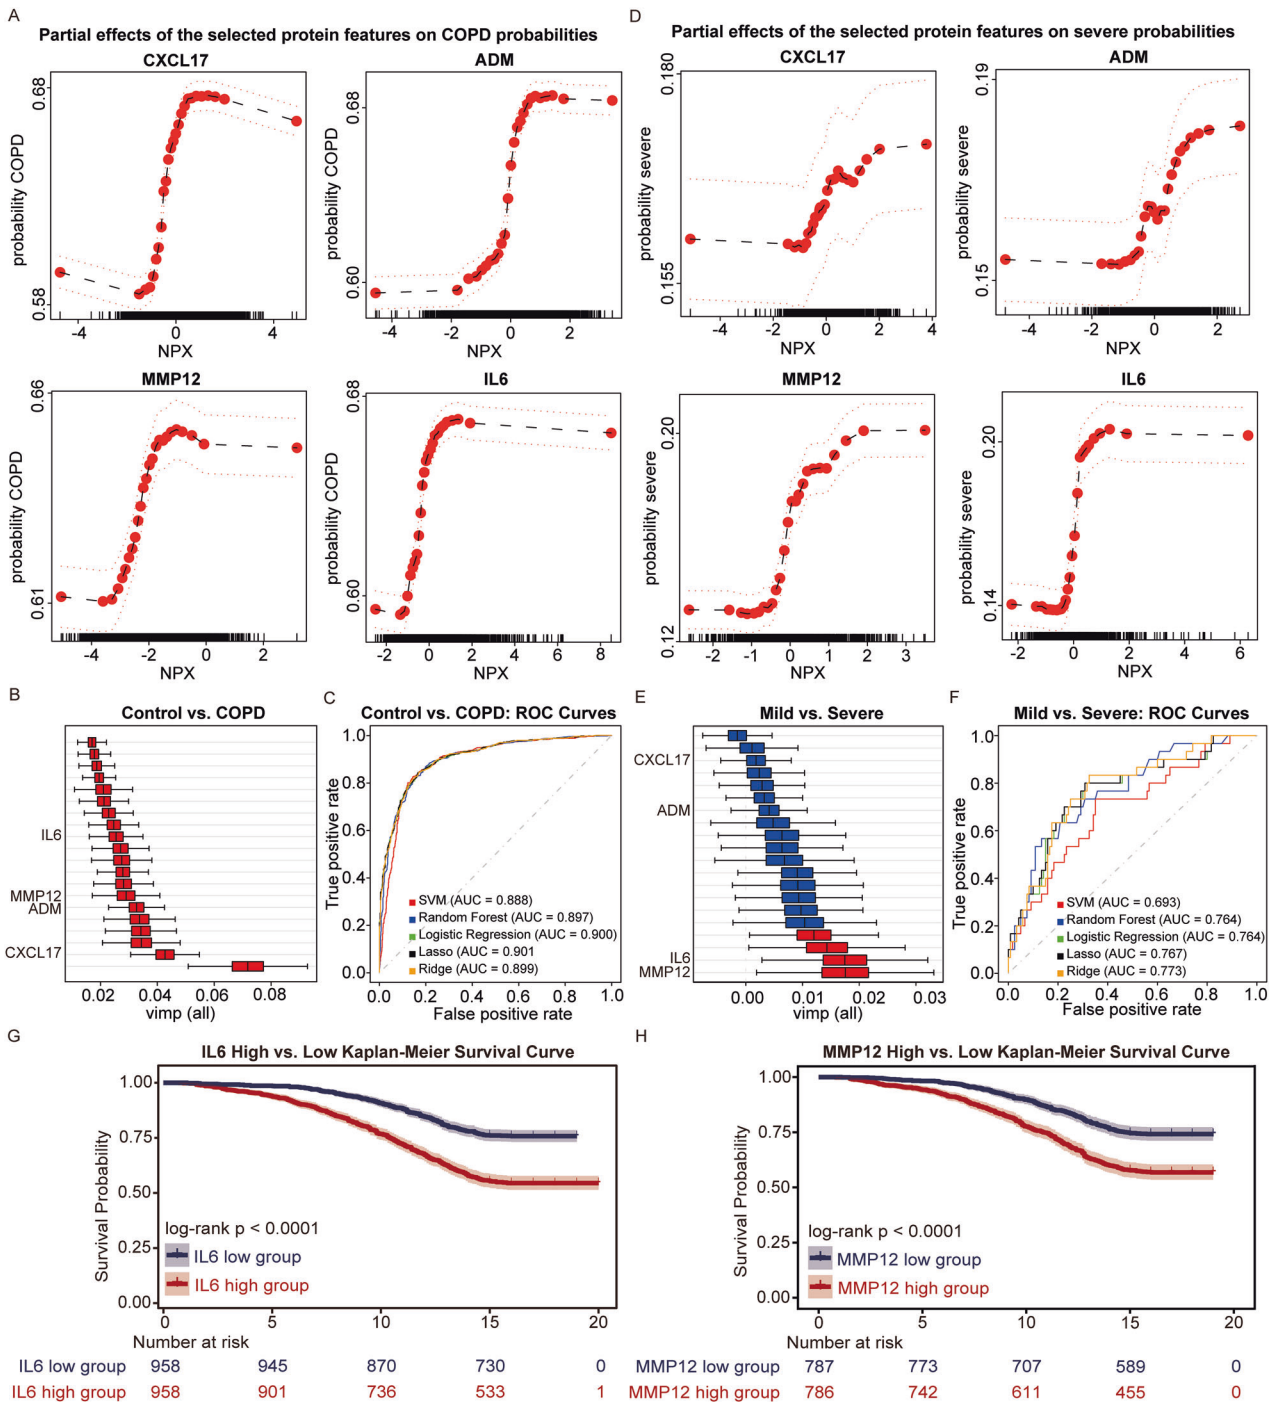 A
Partial effects of the selected protein features on COPD probabilities
CXCL17
ADM
probability COPD
0.68
0.58
-4 0 4
NPX
probability COPD
0.68
0.60
-4 -2 0 2
NPX
MMP12
IL6
probability COPD
0.66
0.61
-4 -2 0 2
NPX
probability COPD
0.68
0.60
-2 0 2 4 6 8
NPX
D
Partial effects of the selected protein features on severe probabilities
CXCL17
ADM
probability severe
0.180
0.155
-4 -2 0 2 4
NPX
probability severe
0.19
0.15
-4 -2 0 2
NPX
MMP12
IL6
probability severe
0.20
0.12
-2 -1 0 1 2 3
NPX
probability severe
0.20
0.14
-2 0 2 4 6
NPX
B
Control vs. COPD
IL6
MMP12
ADM
CXCL17
0.02 0.04 0.06 0.08
vimp (all)
C
Control vs. COPD: ROC Curves
True positive rate
1.0
0.8
0.6
0.4
0.2
0.0
SVM (AUC = 0.888)
Random Forest (AUC = 0.897)
Logistic Regression (AUC = 0.900)
Lasso (AUC = 0.901)
Ridge (AUC = 0.899)
0.0 0.2 0.4 0.6 0.8 1.0
False positive rate
E
Mild vs. Severe
CXCL17
ADM
IL6
MMP12
0.00 0.01 0.02 0.03
vimp (all)
F
Mild vs. Severe: ROC Curves
True positive rate
1.0
0.8
0.6
0.4
0.2
0.0
SVM (AUC = 0.693)
Random Forest (AUC = 0.764)
Logistic Regression (AUC = 0.764)
Lasso (AUC = 0.767)
Ridge (AUC = 0.773)
0.0 0.2 0.4 0.6 0.8 1.0
False positive rate
G
IL6 High vs. Low Kaplan-Meier Survival Curve
Survival Probability
1.00
0.75
0.50
0.25
0.00
log-rank p < 0.0001
IL6 low group
IL6 high group
0 5 10 15 20
Number at risk
IL6 low group 958 945 870 730 0
IL6 high group 958 901 736 533 1
H
MMP12 High vs. Low Kaplan-Meier Survival Curve
Survival Probability
1.00
0.75
0.50
0.25
0.00
log-rank p < 0.0001
MMP12 low group
MMP12 high group
0 5 10 15 20
Number at risk
MMP12 low group 787 773 707 589 0
MMP12 high group 786 742 611 455 0